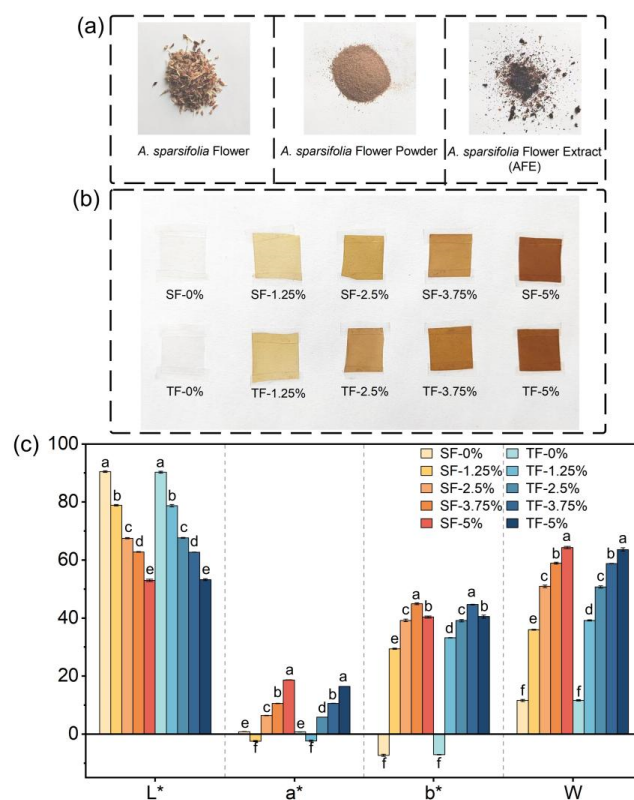 (a)
A. sparsifolia Flower
A. sparsifolia Flower Powder
A. sparsifolia Flower Extract
(AFE)
(b)
SF-0% SF-1.25% SF-2.5% SF-3.75% SF-5%
TF-0% TF-1.25% TF-2.5% TF-3.75% TF-5%
(c)
100
80
60
40
20
0
SF-0% TF-0%
SF-1.25% TF-1.25%
SF-2.5% TF-2.5%
SF-3.75% TF-3.75%
SF-5% TF-5%
a b c d e a b c d e
e f c b a e f d b a
f d c a b f d c a b
f e d c b a f e d c b a
L* a* b* W